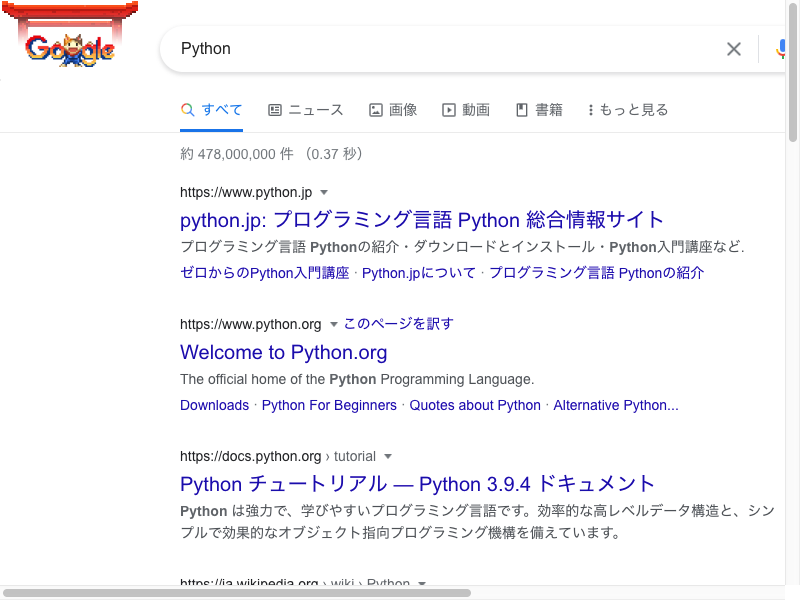 Google
Python
すべて ニュース 画像 動画 書籍 もっと見る
約 478,000,000 件 （0.37 秒）
https://www.python.jp
python.jp: プログラミング言語 Python 総合情報サイト
プログラミング言語 Pythonの紹介・ダウンロードとインストール・Python入門講座など.
ゼロからのPython入門講座 · Python.jpについて · プログラミング言語 Pythonの紹介
https://www.python.org このページを訳す
Welcome to Python.org
The official home of the Python Programming Language.
Downloads · Python For Beginners · Quotes about Python · Alternative Python...
https://docs.python.org › tutorial
Python チュートリアル — Python 3.9.4 ドキュメント
Python は強力で、学びやすいプログラミング言語です。効率的な高レベルデータ構造と、シン
プルで効果的なオブジェクト指向プログラミング機構を備えています。
https://ja.wikipedia.org › wiki › Python